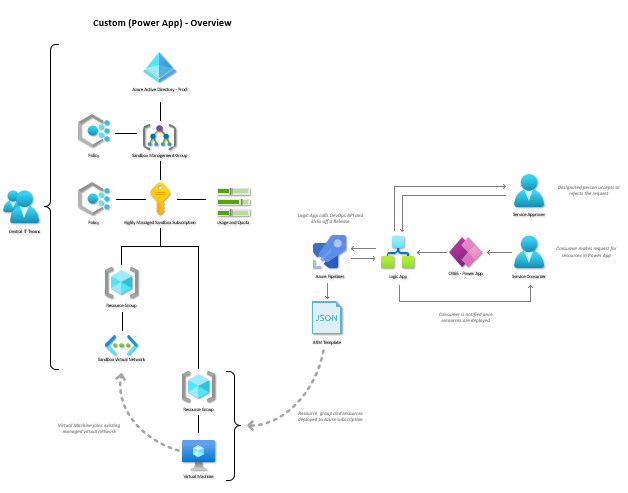 Custom (Power App) - Overview
Azure Active Directory - Prod
Policy
Sandbox Management Group
Central IT Teams
Policy
Highly Managed Sandbox Subscription
Usage and Quota
Service Approver
Designated person accepts or
rejects the request
Logic App calls DevOps API and
kicks off a Release
Azure Pipelines
Logic App
Power App
Service Consumer
Consumer makes request for
resources in Power App
Resource Group
Consumer is notified once
resources are deployed
JSON
ARM Template
Sandbox Virtual Network
Resource Group
Resource group and resources
deployed to Azure subscription
Virtual Machine joins existing
managed virtual network
Virtual Machine